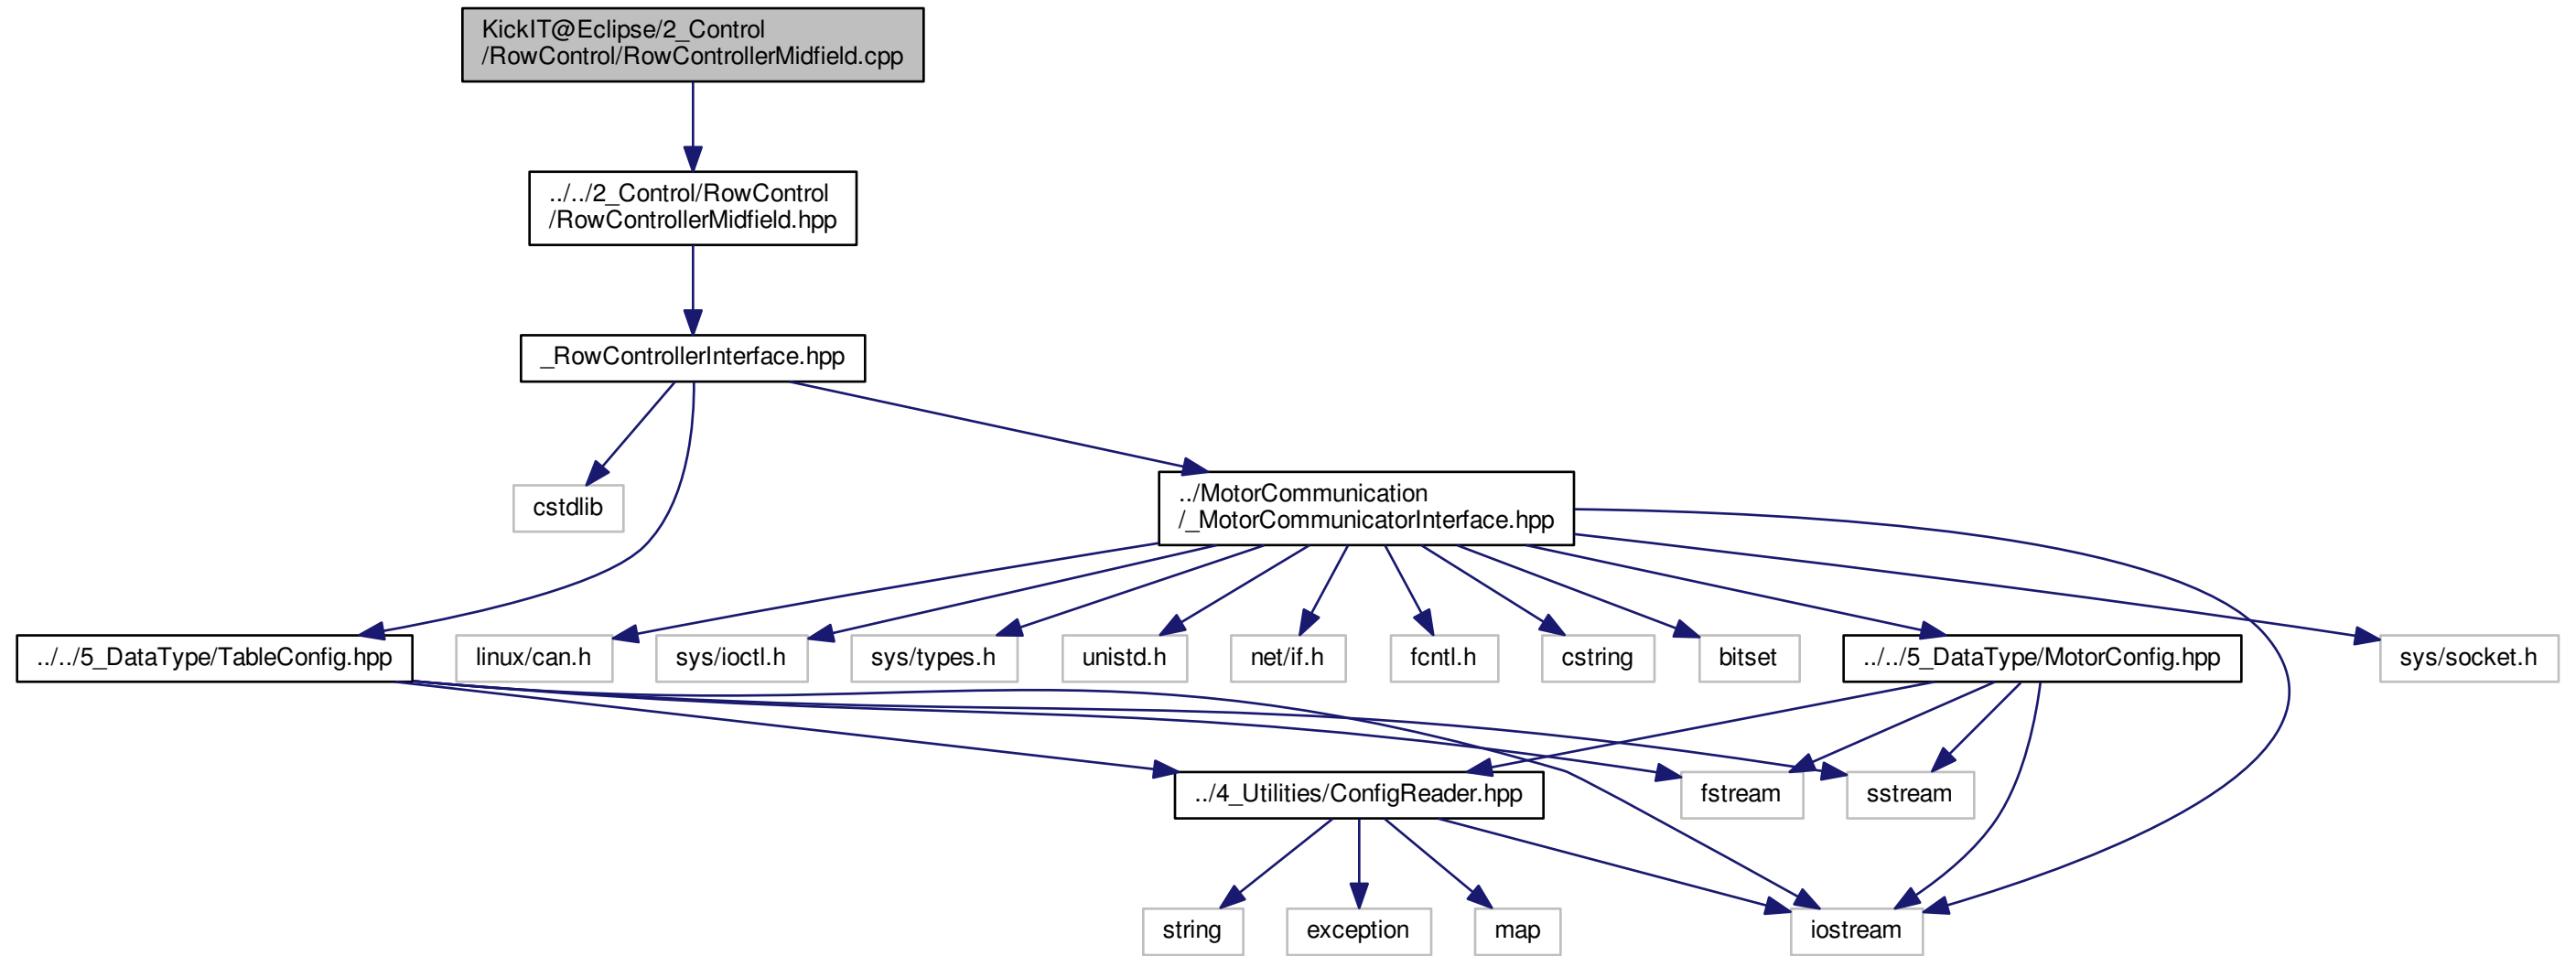 KickIT@Eclipse/2_Control
/RowControl/RowControllerMidfield.cpp
../../2_Control/RowControl
/RowControllerMidfield.hpp
_RowControllerInterface.hpp
cstdlib
../MotorCommunication
/_MotorCommunicatorInterface.hpp
../../5_DataType/TableConfig.hpp
linux/can.h
sys/ioctl.h
sys/types.h
unistd.h
net/if.h
fcntl.h
cstring
bitset
../../5_DataType/MotorConfig.hpp
sys/socket.h
../4_Utilities/ConfigReader.hpp
fstream
sstream
string
exception
map
iostream